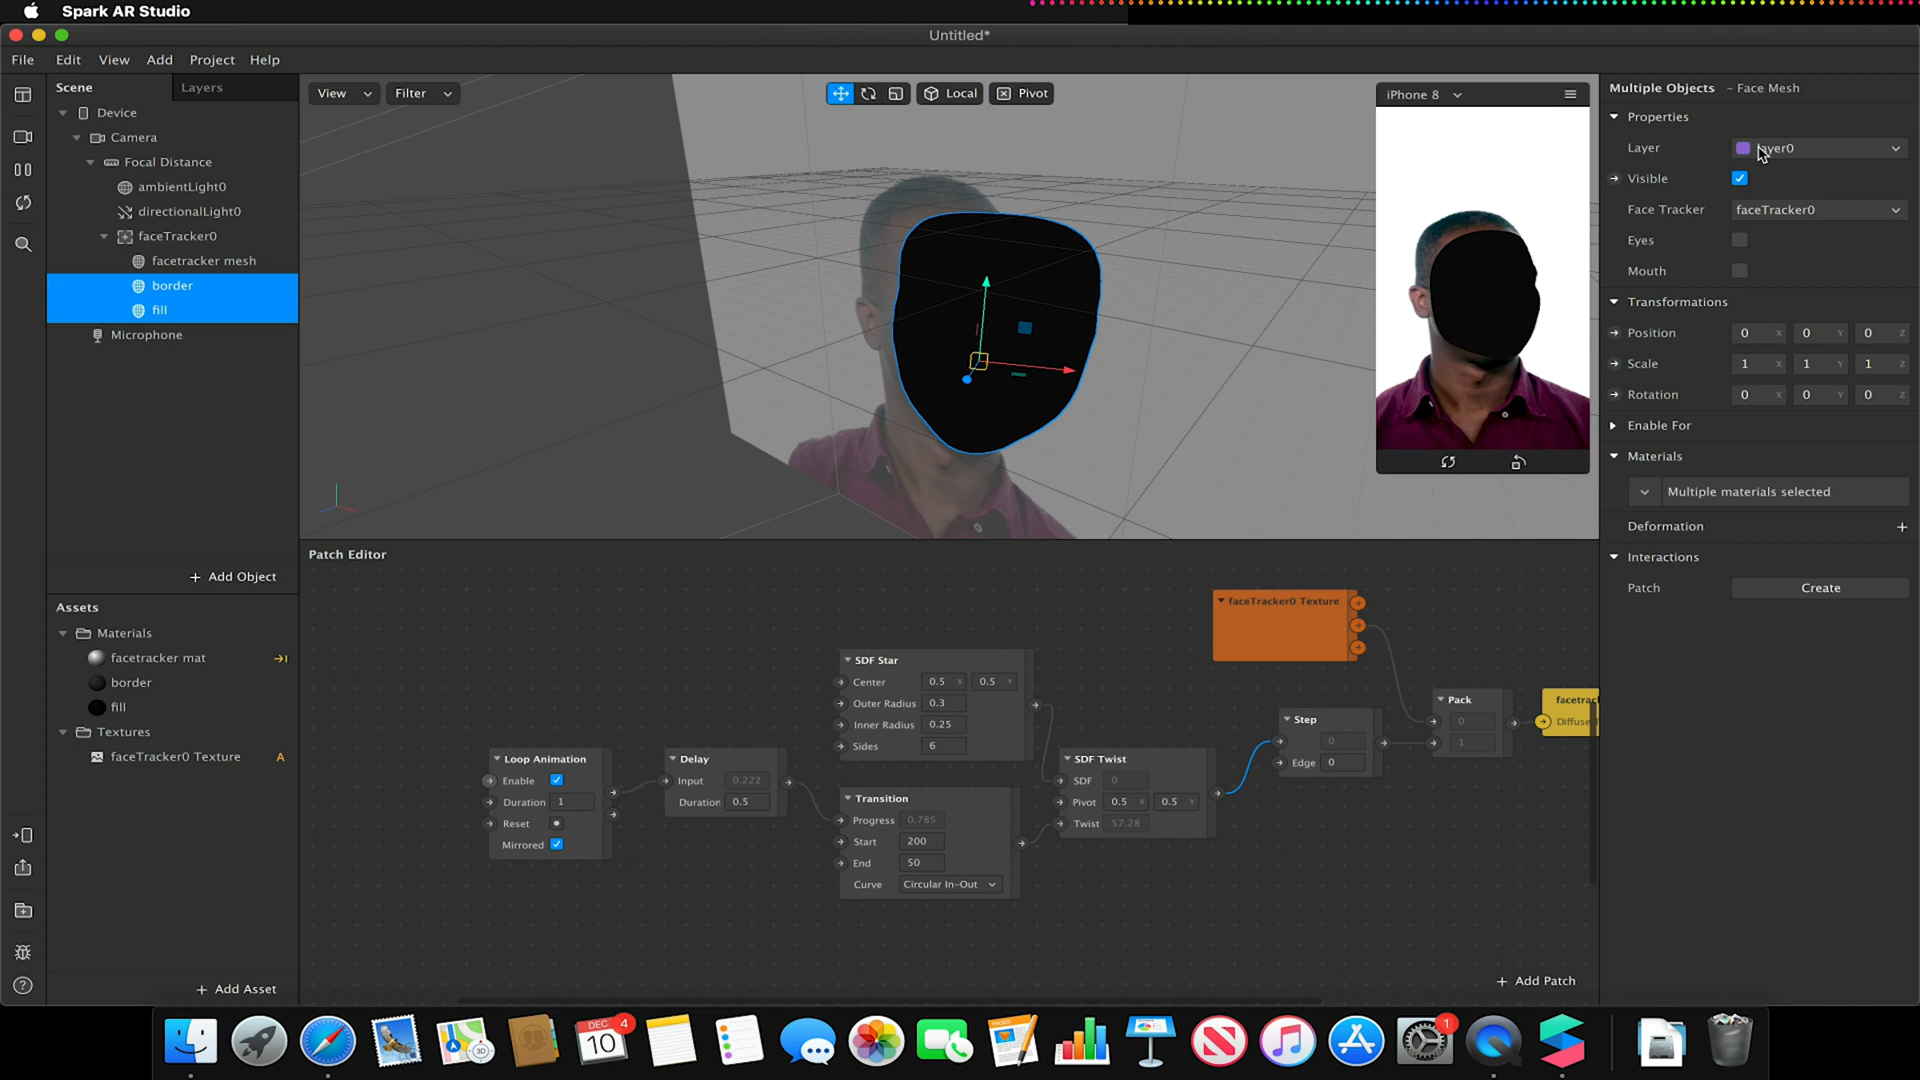 Spark AR Studio
Untitled*
File Edit View Add Project Help
Scene Layers
Device
Camera
Focal Distance
ambientLight0
directionalLight0
faceTracker0
facetracker mesh
border
fill
Microphone
+ Add Object
Assets
Materials
facetracker mat
border
fill
Textures
faceTracker0 Texture A
+ Add Asset
View Filter Local Pivot
iPhone 8
Patch Editor
Loop Animation
Enable
Duration 1
Reset
Mirrored
Delay
Input 0.222
Duration 0.5
SDF Star
Center 0.5 X 0.5 Y
Outer Radius 0.3
Inner Radius 0.25
Sides 6
Transition
Progress 0.785
Start 200
End 50
Curve Circular In-Out
SDF Twist
SDF 0
Pivot 0.5 X 0.5 Y
Twist 57.28
faceTracker0 Texture
Step
0
Edge 0
Pack
0
1
facetrac
Diffuse
+ Add Patch
Multiple Objects - Face Mesh
Properties
Layer layer0
Visible
Face Tracker faceTracker0
Eyes
Mouth
Transformations
Position 0 X 0 Y 0 Z
Scale 1 X 1 Y 1 Z
Rotation 0 X 0 Y 0 Z
Enable For
Materials
Multiple materials selected
Deformation +
Interactions
Patch Create
DEC 4
10
1